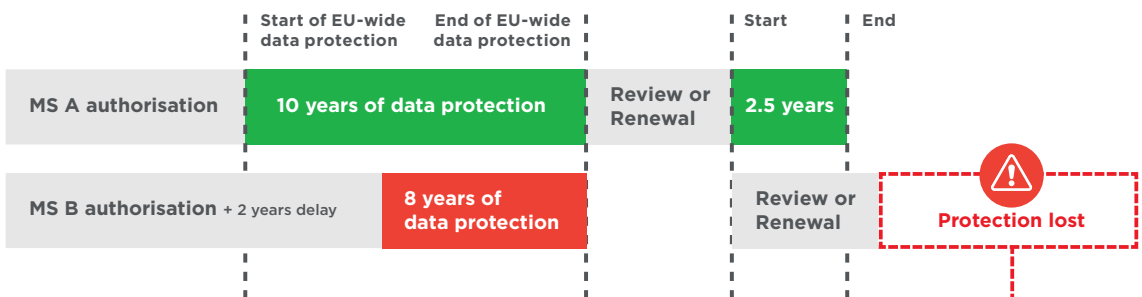 Start of EU-wide
data protection
End of EU-wide
data protection
Start
End
MS A authorisation
10 years of data protection
Review or
Renewal
2.5 years
MS B authorisation + 2 years delay
8 years of
data protection
Review or
Renewal
Protection lost